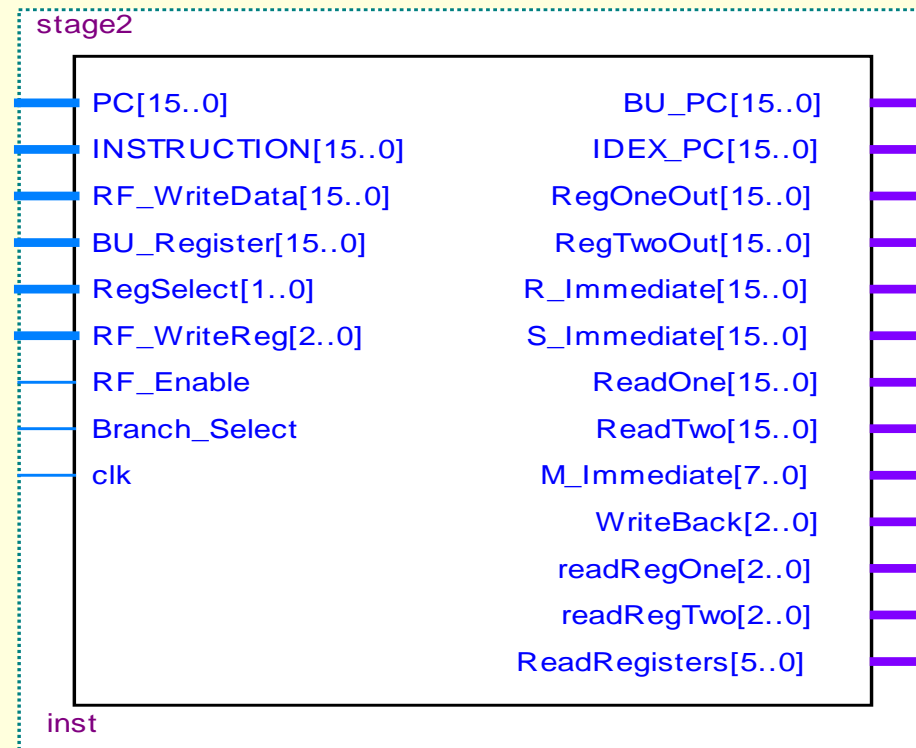 stage2
PC[15..0]
INSTRUCTION[15..0]
RF_WriteData[15..0]
BU_Register[15..0]
RegSelect[1..0]
RF_WriteReg[2..0]
RF_Enable
Branch_Select
clk
BU_PC[15..0]
IDEX_PC[15..0]
RegOneOut[15..0]
RegTwoOut[15..0]
R_Immediate[15..0]
S_Immediate[15..0]
ReadOne[15..0]
ReadTwo[15..0]
M_Immediate[7..0]
WriteBack[2..0]
readRegOne[2..0]
readRegTwo[2..0]
ReadRegisters[5..0]
inst